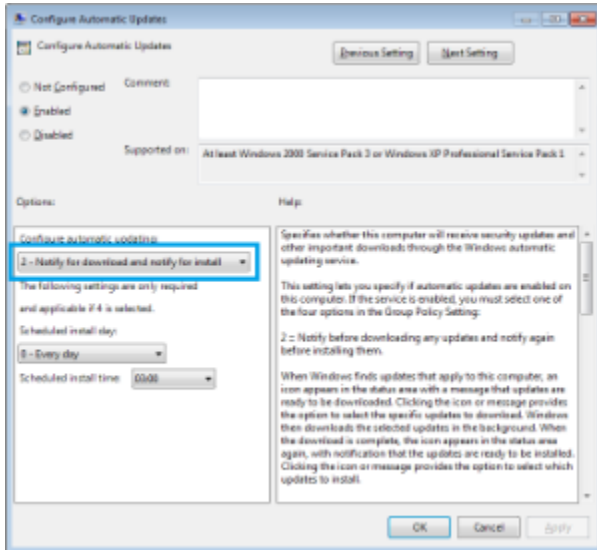 Configure Automatic Updates
Configure Automatic Updates
Previous Setting
Next Setting
Not Configured
Comment:
Enabled
Disabled
Supported on:
At least Windows 2000 Service Pack 3 or Windows XP Professional Service Pack 1
Options:
Help:
Configure automatic updating:
2 - Notify for download and notify for install
The following settings are only required
and applicable if 4 is selected.
Scheduled install day:
0 - Every day
Scheduled install time:
03:00
Specifies whether this computer will receive security updates and
other important downloads through the Windows automatic
updating service.
This setting lets you specify if automatic updates are enabled on
this computer. If the service is enabled, you must select one of
the four options in the Group Policy Setting:
2 = Notify before downloading any updates and notify again
before installing them.
When Windows finds updates that apply to this computer, an
icon appears in the status area with a message that updates are
ready to be downloaded. Clicking the icon or message provides
the option to select the specific updates to download. Windows
then downloads the selected updates in the background. When
the download is complete, the icon appears in the status area
again, with notification that the updates are ready to be installed.
Clicking the icon or message provides the option to select which
updates to install.
OK
Cancel
Apply